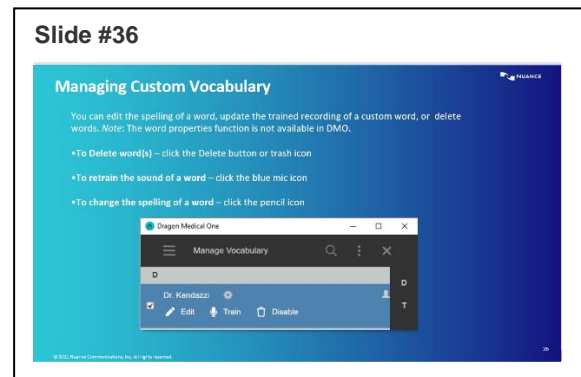 Slide #36
NUANCE
Managing Custom Vocabulary
You can edit the spelling of a word, update the trained recording of a custom word, or delete
words. Note: The word properties function is not available in DMO.
•To Delete word(s) – click the Delete button or trash icon
•To retrain the sound of a word – click the blue mic icon
•To change the spelling of a word – click the pencil icon
Dragon Medical One
Manage Vocabulary
D
D
Dr. Kendazzi
T
Edit Train Disable
36
© 2021 Nuance Communications, Inc. All rights reserved.